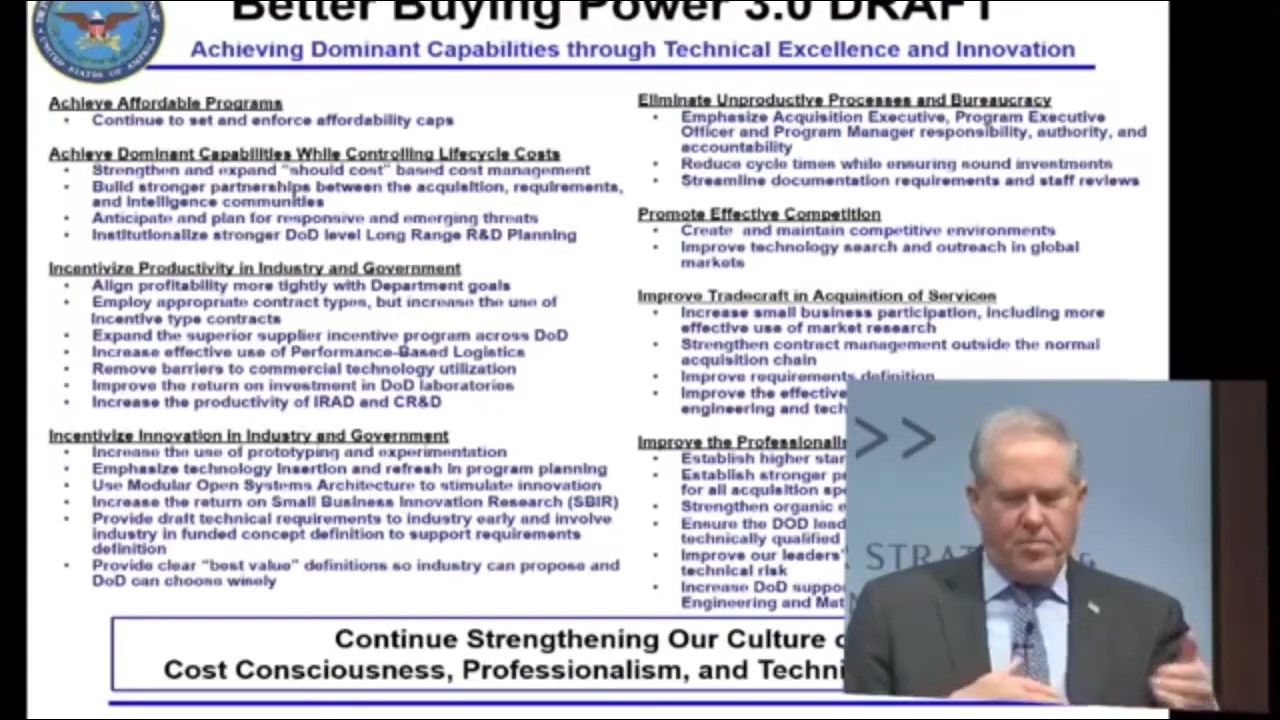 Better Buying Power 3.0 DRAFT
Achieving Dominant Capabilities through Technical Excellence and Innovation
Achieve Affordable Programs
• Continue to set and enforce affordability caps
Achieve Dominant Capabilities While Controlling Lifecycle Costs
• Strengthen and expand "should cost" based cost management
• Build stronger partnerships between the acquisition, requirements,
and intelligence communities
• Anticipate and plan for responsive and emerging threats
• Institutionalize stronger DoD level Long Range R&D Planning
Incentivize Productivity in Industry and Government
• Align profitability more tightly with Department goals
• Employ appropriate contract types, but increase the use of
incentive type contracts
• Expand the superior supplier incentive program across DoD
• Increase effective use of Performance-Based Logistics
• Remove barriers to commercial technology utilization
• Improve the return on investment in DoD laboratories
• Increase the productivity of IRAD and CR&D
Incentivize Innovation in Industry and Government
• Increase the use of prototyping and experimentation
• Emphasize technology insertion and refresh in program planning
• Use Modular Open Systems Architecture to stimulate innovation
• Increase the return on Small Business Innovation Research (SBIR)
• Provide draft technical requirements to industry early and involve
industry in funded concept definition to support requirements
definition
• Provide clear "best value" definitions so industry can propose and
DoD can choose wisely
Eliminate Unproductive Processes and Bureaucracy
• Emphasize Acquisition Executive, Program Executive
Officer and Program Manager responsibility, authority, and
accountability
• Reduce cycle times while ensuring sound investments
• Streamline documentation requirements and staff reviews
Promote Effective Competition
• Create and maintain competitive environments
• Improve technology search and outreach in global
markets
Improve Tradecraft in Acquisition of Services
• Increase small business participation, including more
effective use of market research
• Strengthen contract management outside the normal
acquisition chain
• Improve requirements definition
• Improve the effective
engineering and tech
Improve the Professionalis
• Establish higher stan
• Establish stronger p
for all acquisition spe
• Strengthen organic e
• Ensure the DOD lead
technically qualified
• Improve our leaders'
technical risk
• Increase DoD suppo
Engineering and Mat
Continue Strengthening Our Culture o
Cost Consciousness, Professionalism, and Techni
>>
STRAT